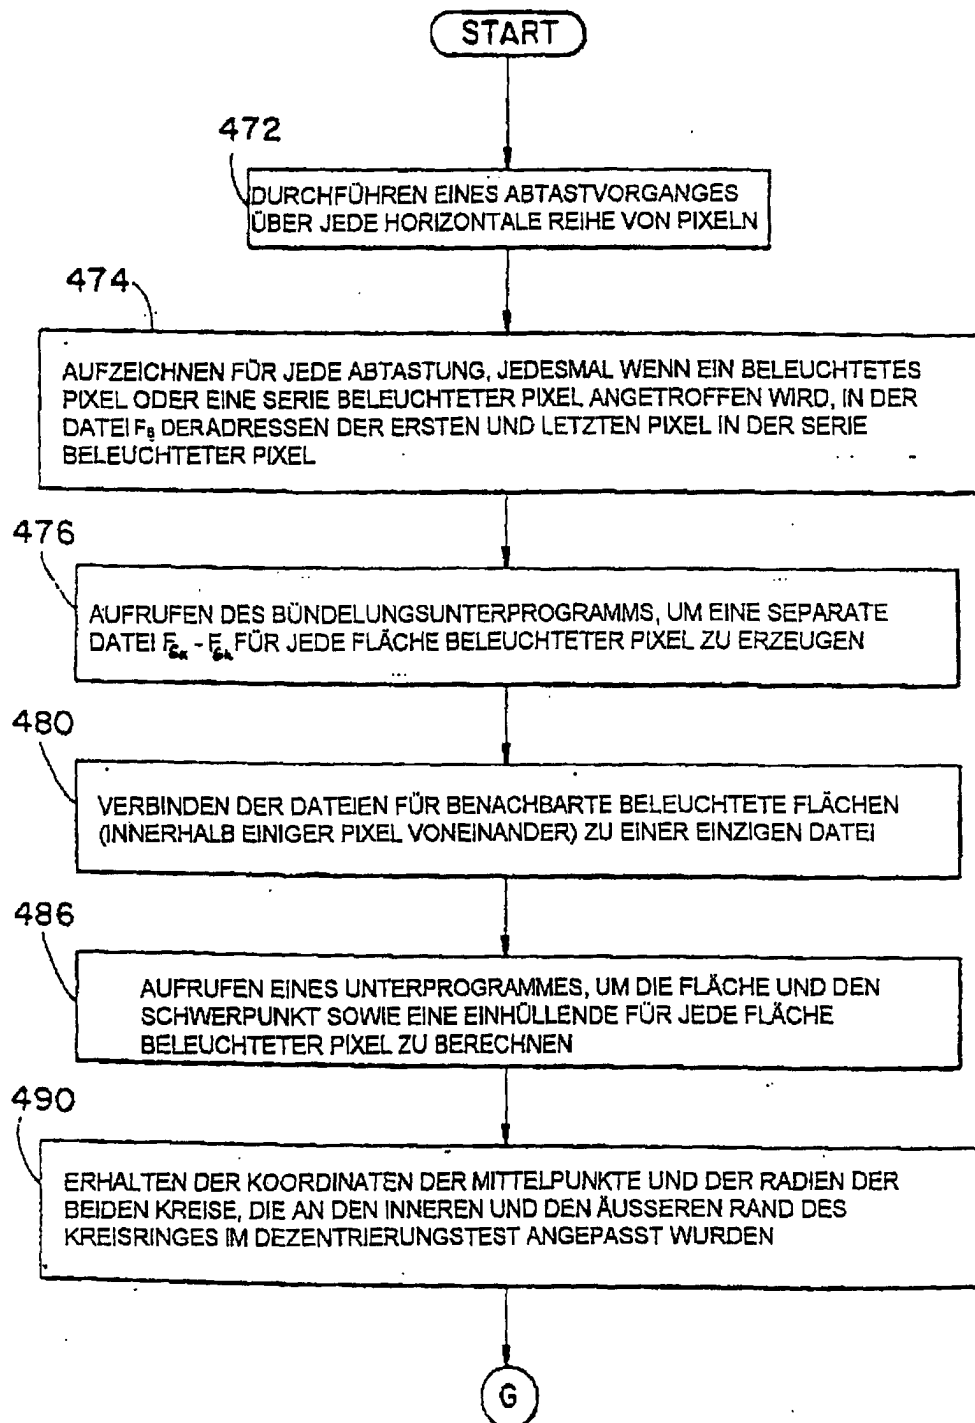 START
472
DURCHFÜHREN EINES ABTASTVORGANGES
ÜBER JEDE HORIZONTALE REIHE VON PIXELN
474
AUFZEICHNEN FÜR JEDE ABTASTUNG, JEDESMAL WENN EIN BELEUCHTETES
PIXEL ODER EINE SERIE BELEUCHTETER PIXEL ANGETROFFEN WIRD, IN DER
DATEI F₈ DERADRESSEN DER ERSTEN UND LETZTEN PIXEL IN DER SERIE
BELEUCHTETER PIXEL
476
AUFRUFEN DES BÜNDELUNGSUNTERPROGRAMMS, UM EINE SEPARATE
DATEI FÜR JEDE FLÄCHE BELEUCHTETER PIXEL ZU ERZEUGEN
480
VERBINDEN DER DATEIEN FÜR BENACHBARTE BELEUCHTETE FLÄCHEN
(INNERHALB EINIGER PIXEL VONEINANDER) ZU EINER EINZIGEN DATEI
486
AUFRUFEN EINES UNTERPROGRAMMES, UM DIE FLÄCHE UND DEN
SCHWERPUNKT SOWIE EINE EINHÜLLENDE FÜR JEDE FLÄCHE
BELEUCHTETER PIXEL ZU BERECHNEN
490
ERHALTEN DER KOORDINATEN DER MITTELPUNKTE UND DER RADIEN DER
BEIDEN KREISE, DIE AN DEN INNEREN UND DEN ÄUSSEREN RAND DES
KREISRINGES IM DEZENTRIERUNGSTEST ANGEPASST WURDEN
G